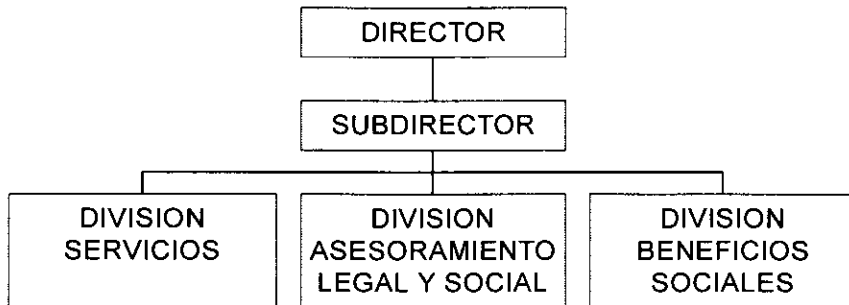 DIRECTOR
SUBDIRECTOR
DIVISION
SERVICIOS
DIVISION
ASESORAMIENTO
LEGAL Y SOCIAL
DIVISION
BENEFICIOS
SOCIALES